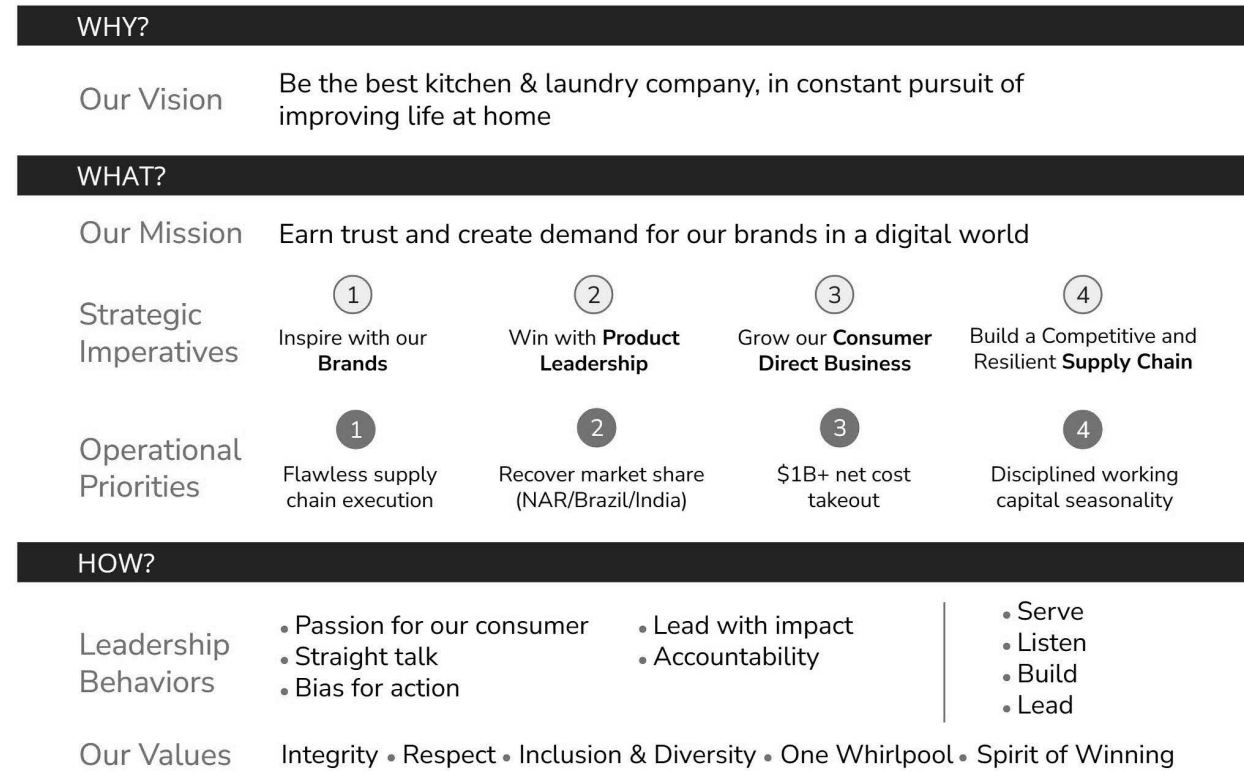 WHY?
Our Vision
Be the best kitchen & laundry company, in constant pursuit of
improving life at home
WHAT?
Our Mission
Earn trust and create demand for our brands in a digital world
Strategic
Imperatives
1
Inspire with our
Brands
2
Win with Product
Leadership
3
Grow our Consumer
Direct Business
4
Build a Competitive and
Resilient Supply Chain
Operational
Priorities
1
Flawless supply
chain execution
2
Recover market share
(NAR/Brazil/India)
3
$1B+ net cost
takeout
4
Disciplined working
capital seasonality
HOW?
Leadership
Behaviors
• Passion for our consumer
• Straight talk
• Bias for action
• Lead with impact
• Accountability
• Serve
• Listen
• Build
• Lead
Our Values
Integrity • Respect • Inclusion & Diversity • One Whirlpool • Spirit of Winning